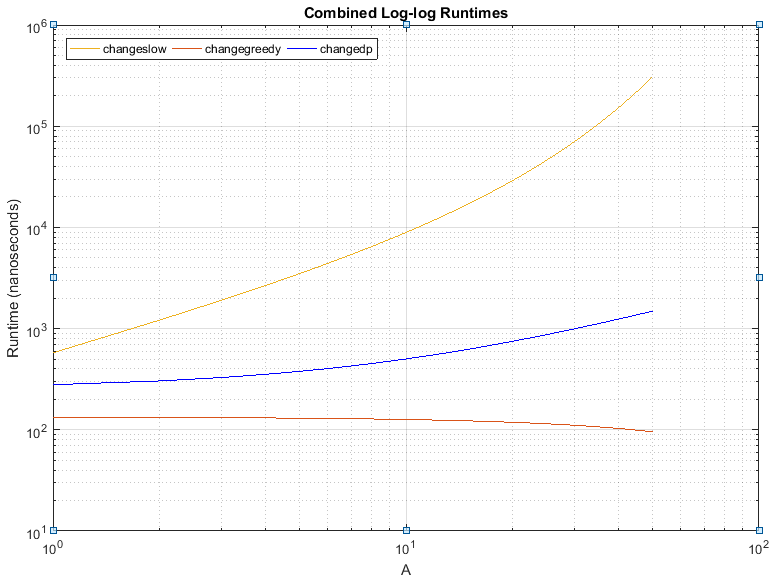 Combined Log-log Runtimes
changeslow changegreedy changedp
10^6
10^5
10^4
10^3
10^2
10^1
Runtime (nanoseconds)
10^0 10^1 10^2
A